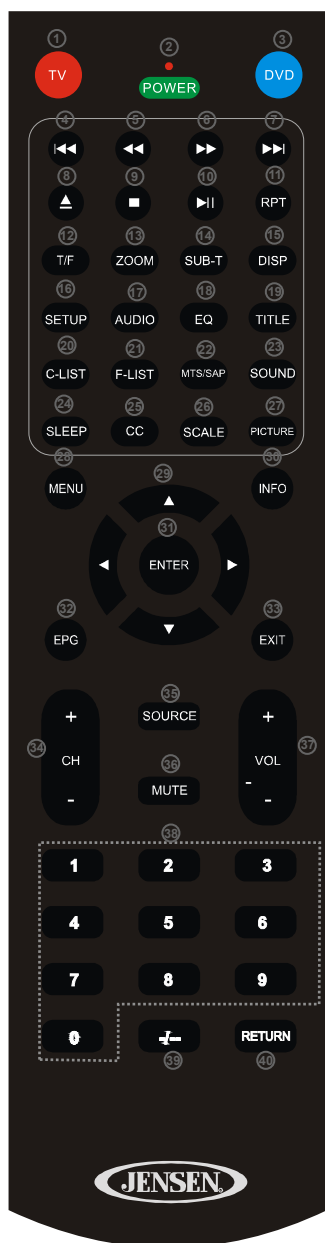 1 2 3
TV POWER DVD
4 5 6 7
8 9 10 11
RPT
12 13 14 15
T/F ZOOM SUB-T DISP
16 17 18 19
SETUP AUDIO EQ TITLE
20 21 22 23
C-LIST F-LIST MTS/SAP SOUND
24 25 26 27
SLEEP CC SCALE PICTURE
28 29 30
MENU INFO
31
ENTER
32 33
EPG EXIT
35
+ SOURCE +
34 CH 36 VOL 37
- MUTE - -
38
1 2 3
4 5 6
7 8 9
0 -/-- RETURN
39 40
JENSEN